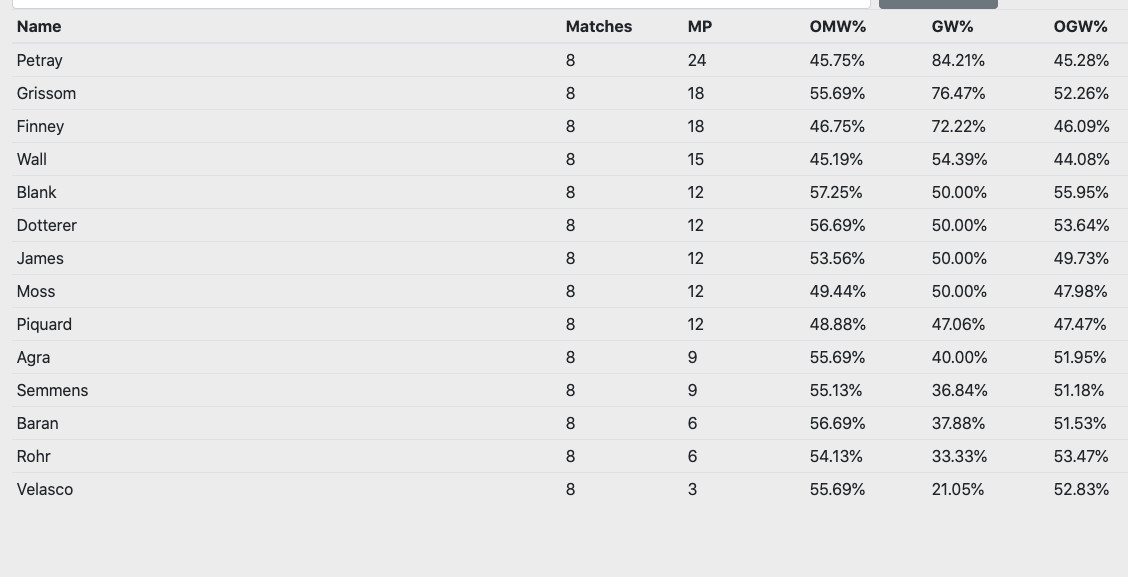 Name Matches MP OMW% GW% OGW%
Petray 8 24 45.75% 84.21% 45.28%
Grissom 8 18 55.69% 76.47% 52.26%
Finney 8 18 46.75% 72.22% 46.09%
Wall 8 15 45.19% 54.39% 44.08%
Blank 8 12 57.25% 50.00% 55.95%
Dotterer 8 12 56.69% 50.00% 53.64%
James 8 12 53.56% 50.00% 49.73%
Moss 8 12 49.44% 50.00% 47.98%
Piquard 8 12 48.88% 47.06% 47.47%
Agra 8 9 55.69% 40.00% 51.95%
Semmens 8 9 55.13% 36.84% 51.18%
Baran 8 6 56.69% 37.88% 51.53%
Rohr 8 6 54.13% 33.33% 53.47%
Velasco 8 3 55.69% 21.05% 52.83%